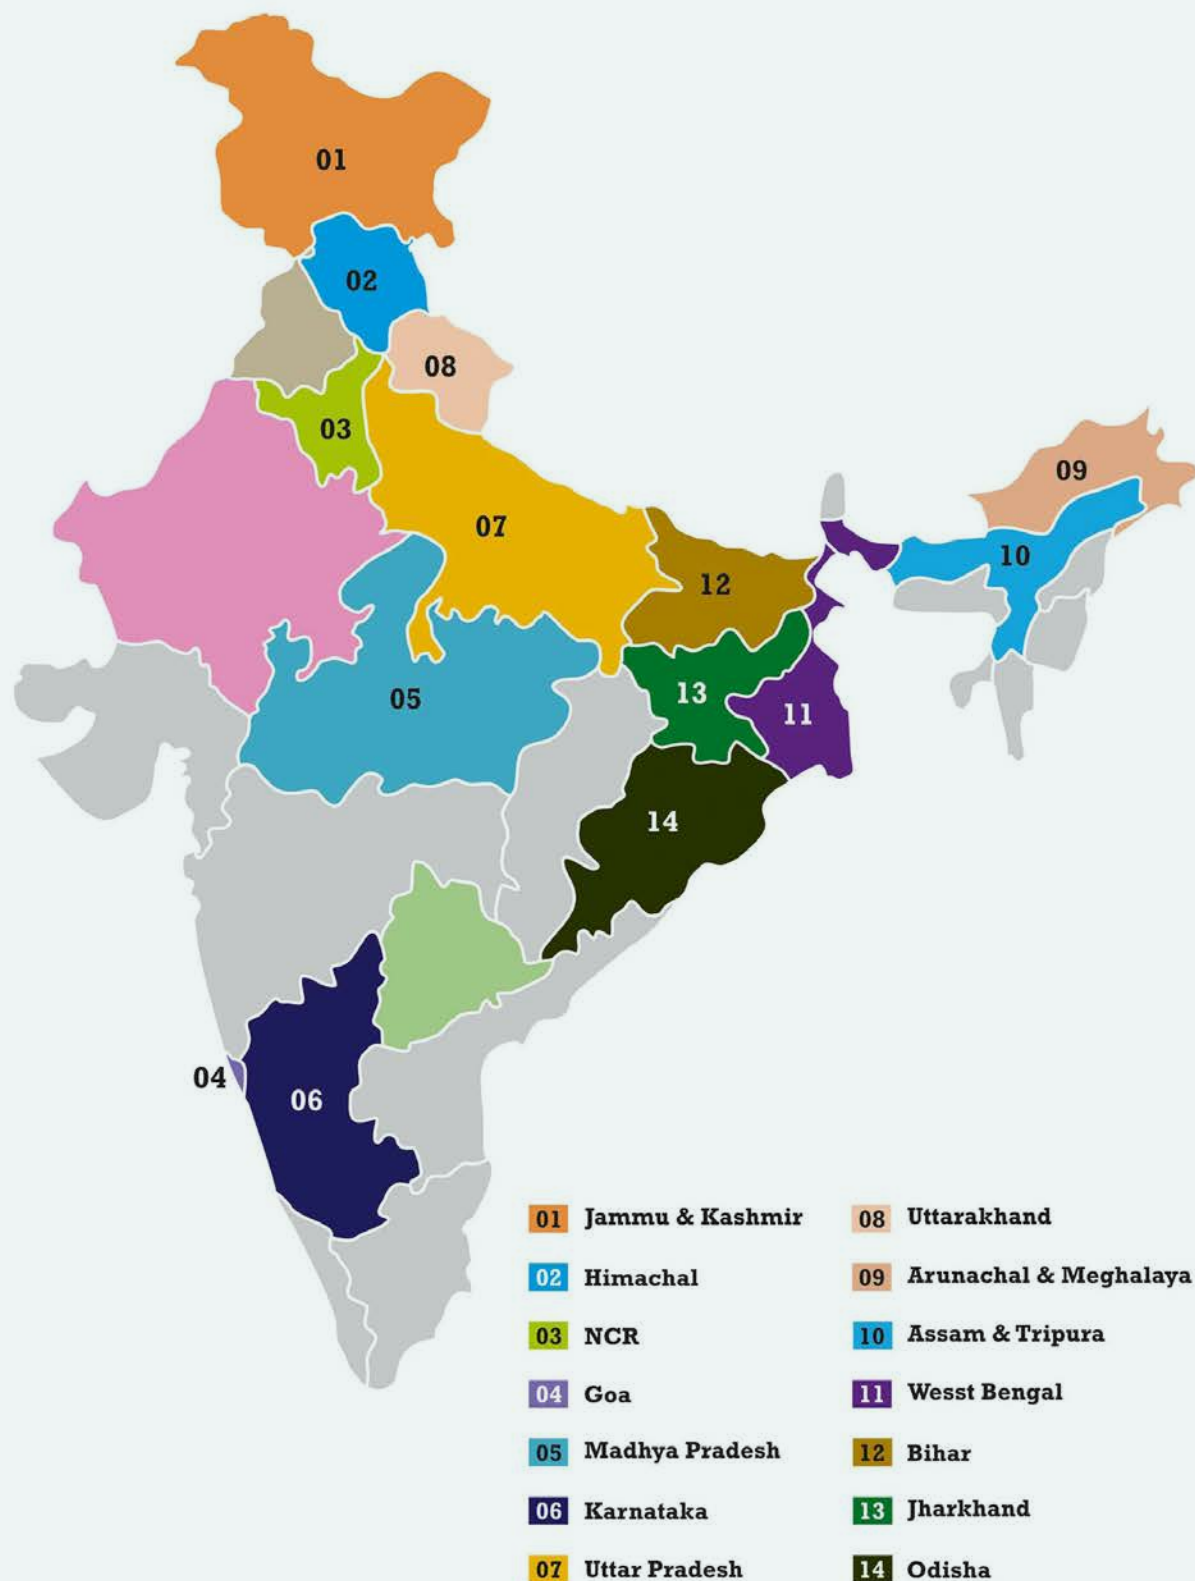 01
02
08
03
09
07
10
12
13
05
11
14
04
06
01 Jammu & Kashmir
02 Himachal
03 NCR
04 Goa
05 Madhya Pradesh
06 Karnataka
07 Uttar Pradesh
08 Uttarakhand
09 Arunachal & Meghalaya
10 Assam & Tripura
11 Wesst Bengal
12 Bihar
13 Jharkhand
14 Odisha